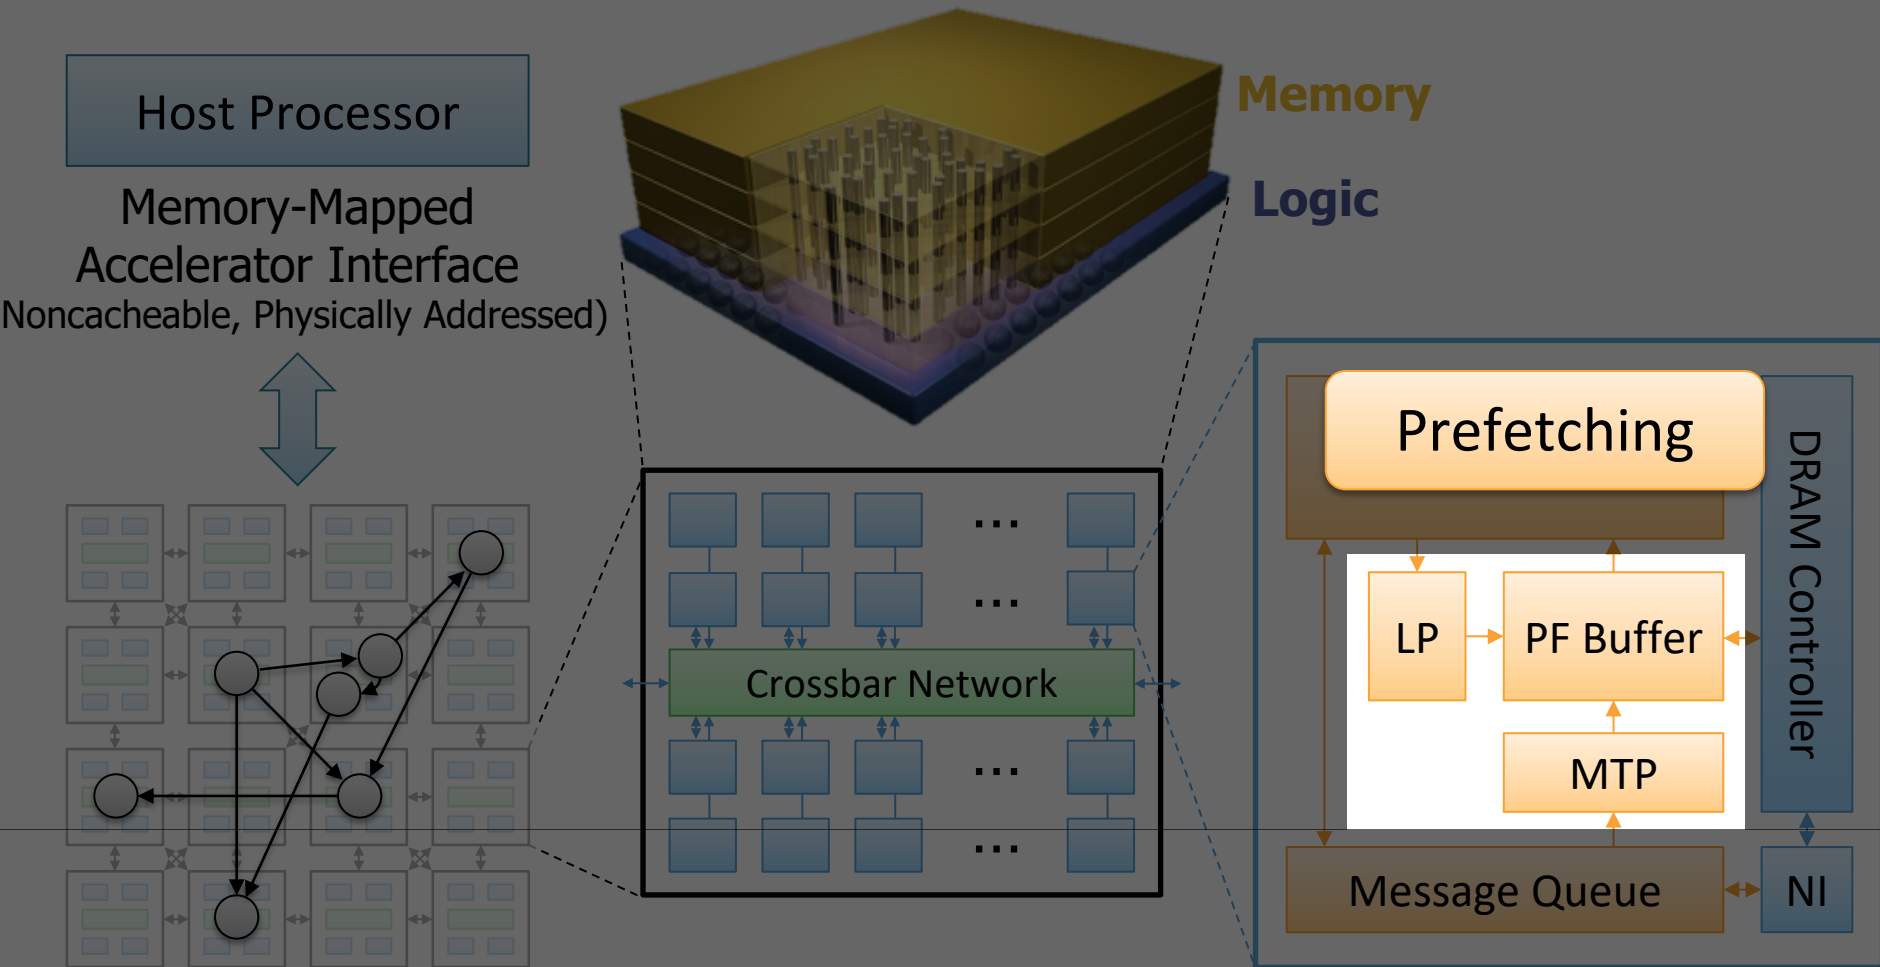 Host Processor
Memory-Mapped
Accelerator Interface
Noncacheable, Physically Addressed)
Memory
Logic
...
...
Crossbar Network
...
...
Prefetching
DRAM Controller
LP
PF Buffer
MTP
Message Queue
NI